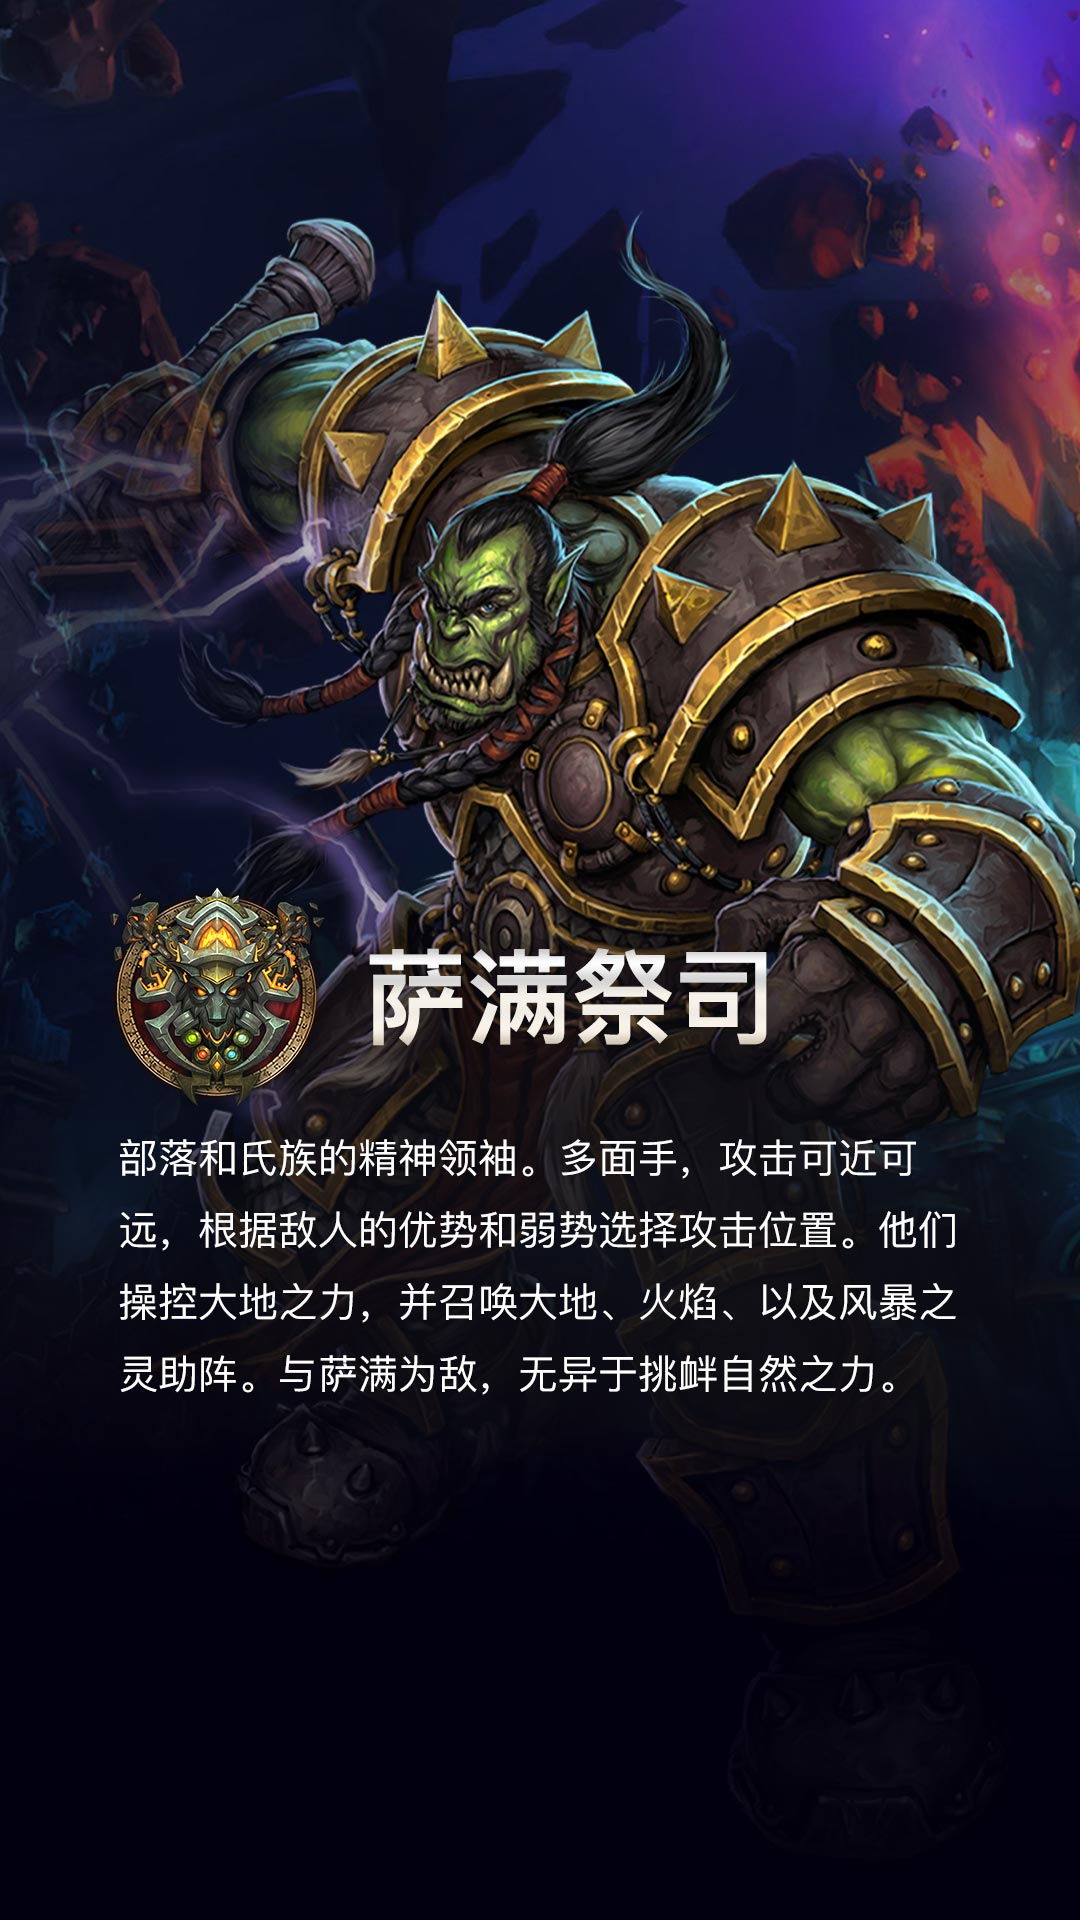 萨满祭司
部落和氏族的精神领袖。多面手，攻击可近可
远，根据敌人的优势和弱势选择攻击位置。他们
操控大地之力，并召唤大地、火焰、以及风暴之
灵助阵。与萨满为敌，无异于挑衅自然之力。